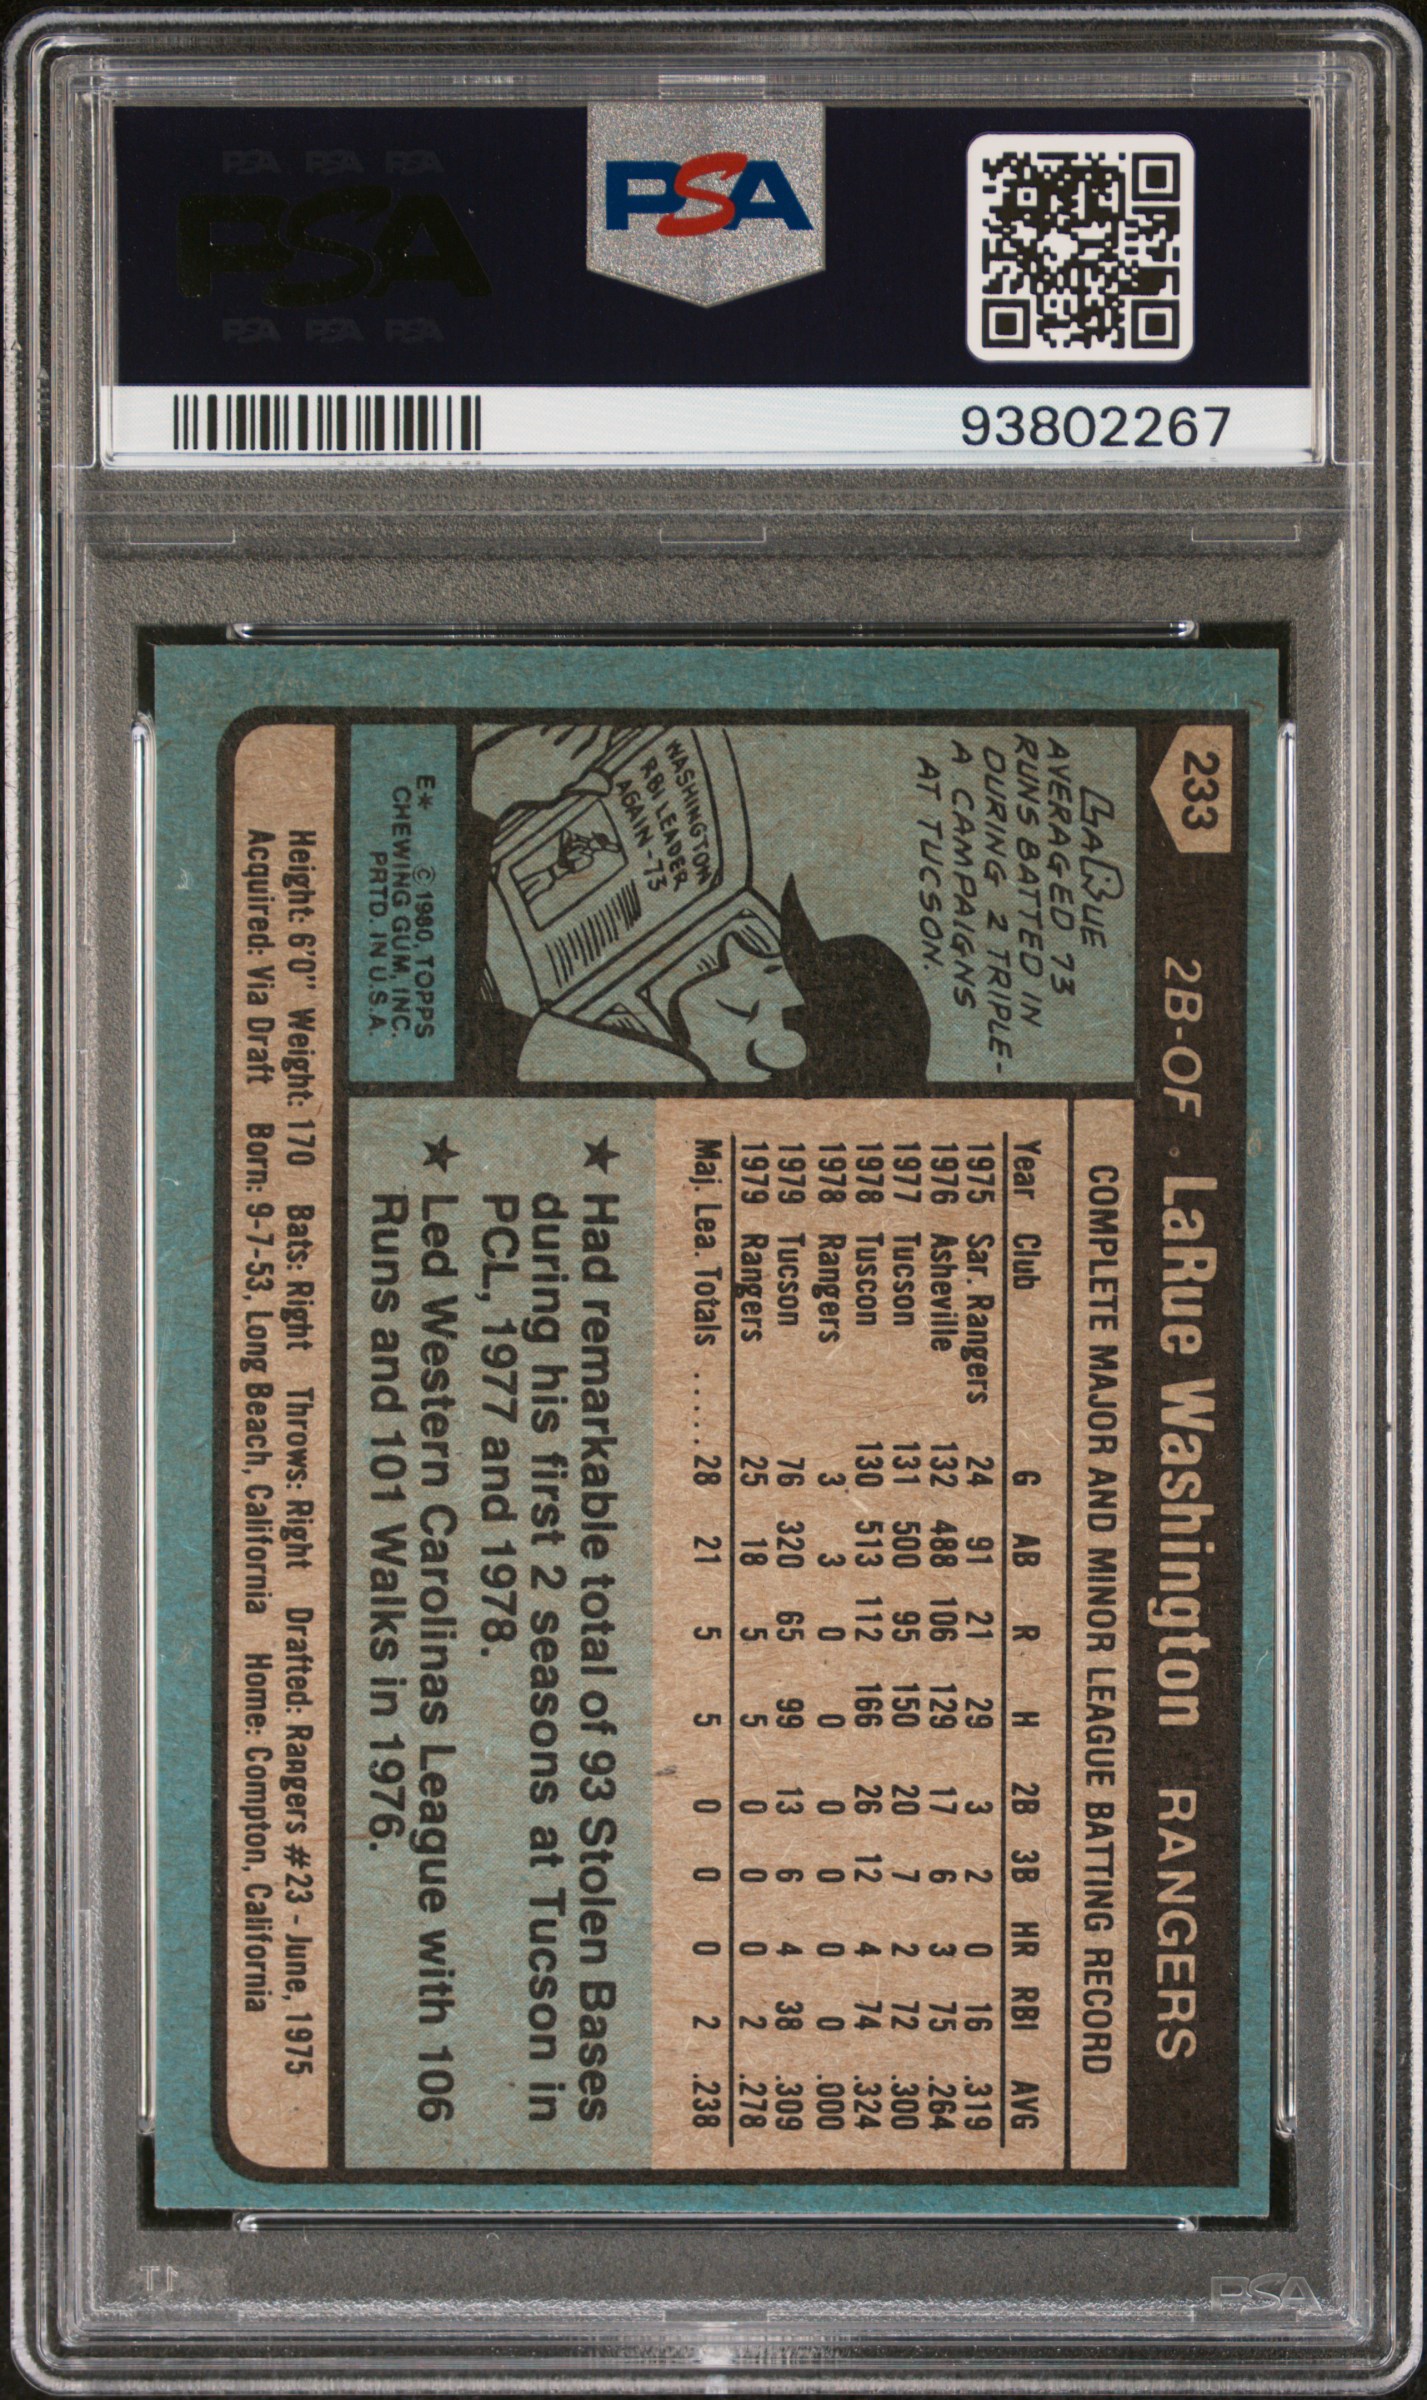 PSA PSA PSA
PSA
PSA PSA PSA
PSA
93802267
233 2B-OF . LaRue Washington RANGERS
LaRue
AVERAGED 73
RUNS BATTED IN
DURING 2 TRIPLE-
A CAMPAIGNS
AT TUCSON.
WASHINGTON
RBI LEADER
AGAIN-73
E* © 1980, TOPPS
CHEWING GUM, INC.
PRTD. IN U.S.A.
COMPLETE MAJOR AND MINOR LEAGUE BATTING RECORD
Year Club G AB R H 2B 3B HR RBI AVG
1975 Sar. Rangers 24 91 21 29 3 2 0 16 .319
1976 Asheville 132 488 106 129 17 6 3 75 .264
1977 Tucson 131 500 95 150 20 7 2 72 .300
1978 Tuscon 130 513 112 166 26 12 4 74 .324
1978 Rangers 3 3 0 0 0 0 0 0 .000
1979 Tucson 76 320 65 99 13 6 4 38 .309
1979 Rangers 25 18 5 5 0 0 0 2 .278
Maj. Lea. Totals ..... 28 21 5 5 0 0 0 2 .238
★ Had remarkable total of 93 Stolen Bases
during his first 2 seasons at Tucson in
PCL, 1977 and 1978.
★ Led Western Carolinas League with 106
Runs and 101 Walks in 1976.
Height: 6'0" Weight: 170 Bats: Right Throws: Right Drafted: Rangers #23 - June, 1975
Acquired: Via Draft Born: 9-7-53, Long Beach, California Home: Compton, California
PSA